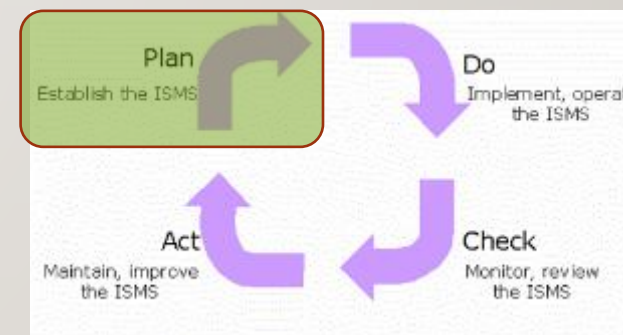 Plan
Establish the ISMS
Do
Implement, operat
the ISMS
Act
Maintain, improve
the ISMS
Check
Monitor, review
the ISMS